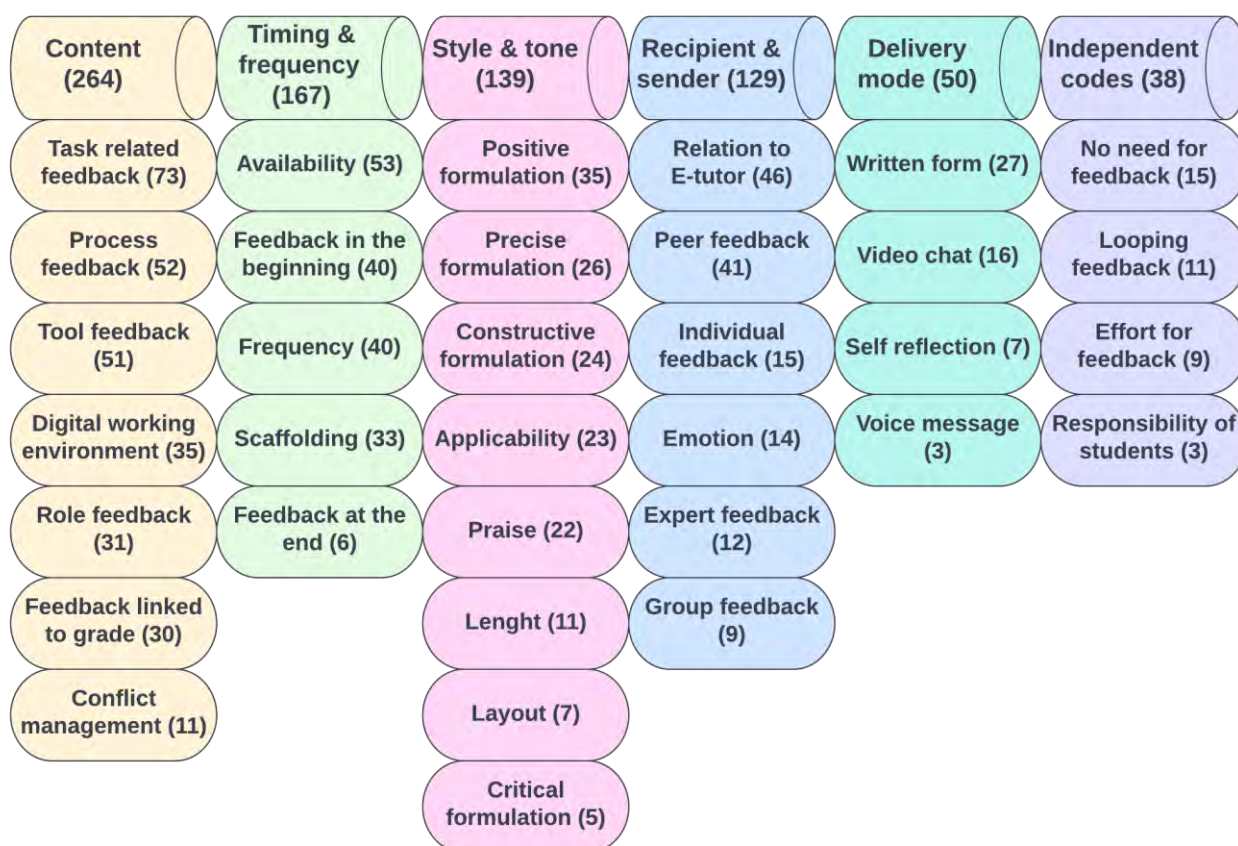 Content
(264)
Task related
feedback (73)
Process
feedback (52)
Tool feedback
(51)
Digital working
environment (35)
Role feedback
(31)
Feedback linked
to grade (30)
Conflict
management (11)
Timing &
frequency
(167)
Availability (53)
Feedback in the
beginning (40)
Frequency (40)
Scaffolding (33)
Feedback at the
end (6)
Style & tone
(139)
Positive
formulation (35)
Precise
formulation (26)
Constructive
formulation (24)
Applicability (23)
Praise (22)
Lenght (11)
Layout (7)
Critical
formulation (5)
Recipient &
sender (129)
Relation to
E-tutor (46)
Peer feedback
(41)
Individual
feedback (15)
Emotion (14)
Expert feedback
(12)
Group feedback
(9)
Delivery
mode (50)
Written form (27)
Video chat (16)
Self reflection (7)
Voice message
(3)
Independent
codes (38)
No need for
feedback (15)
Looping
feedback (11)
Effort for
feedback (9)
Responsibility of
students (3)